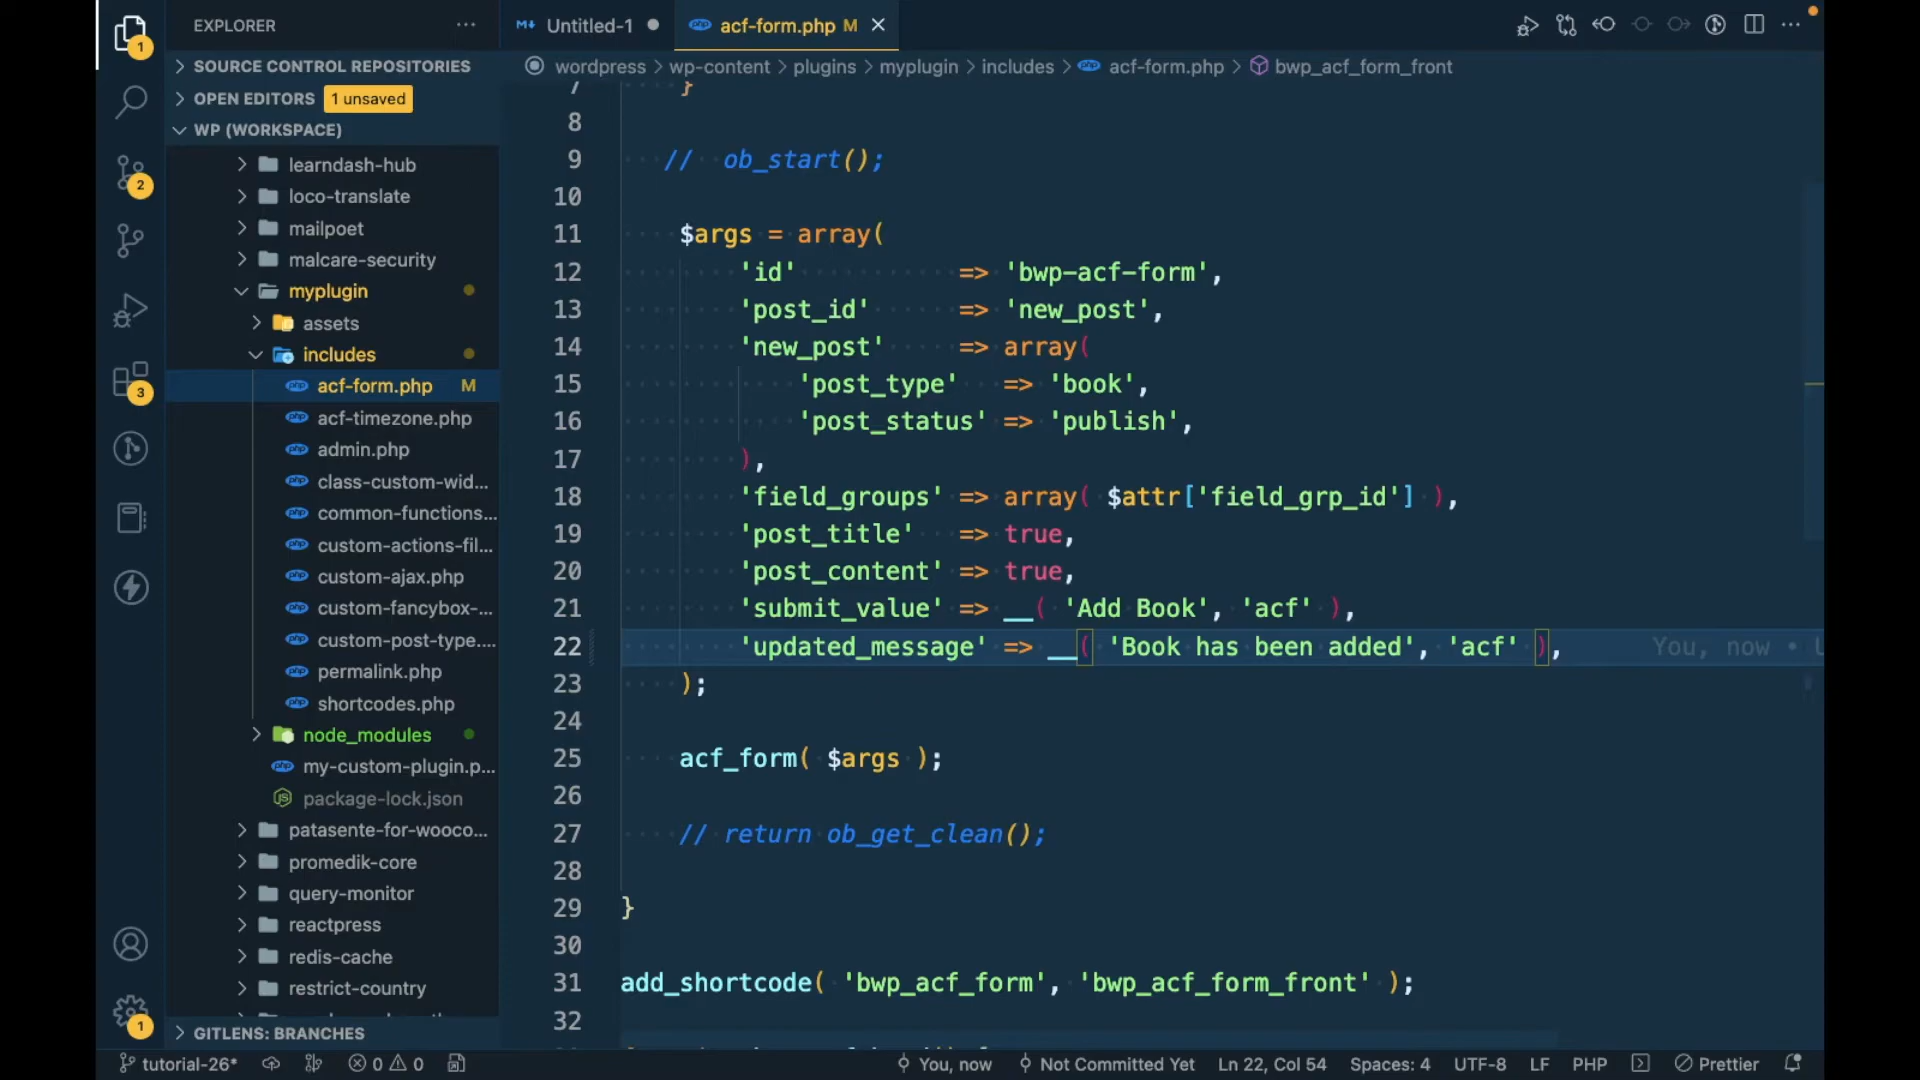 EXPLORER
SOURCE CONTROL REPOSITORIES
OPEN EDITORS 1 unsaved
WP (WORKSPACE)
learndash-hub
loco-translate
mailpoet
malcare-security
myplugin
assets
includes
acf-form.php M
acf-timezone.php
admin.php
class-custom-wid...
common-functions...
custom-actions-fil...
custom-ajax.php
custom-fancybox-...
custom-post-type....
permalink.php
shortcodes.php
node_modules
my-custom-plugin.p...
package-lock.json
patasente-for-wooco...
promedik-core
query-monitor
reactpress
redis-cache
restrict-country
GITLENS: BRANCHES
1
2
3
1
Untitled-1
acf-form.php M
wordpress > wp-content > plugins > myplugin > includes > acf-form.php > bwp_acf_form_front
7 }
8
9 // ob_start();
10
11 $args = array(
12 'id' => 'bwp-acf-form',
13 'post_id' => 'new_post',
14 'new_post' => array(
15 'post_type' => 'book',
16 'post_status' => 'publish',
17 ),
18 'field_groups' => array( $attr['field_grp_id'] ),
19 'post_title' => true,
20 'post_content' => true,
21 'submit_value' => __( 'Add Book', 'acf' ),
22 'updated_message' => __( 'Book has been added', 'acf' ), You, now •
23 );
24
25 acf_form( $args );
26
27 // return ob_get_clean();
28
29 }
30
31 add_shortcode( 'bwp_acf_form', 'bwp_acf_form_front' );
32
tutorial-26* 0 0 You, now Not Committed Yet Ln 22, Col 54 Spaces: 4 UTF-8 LF PHP Prettier